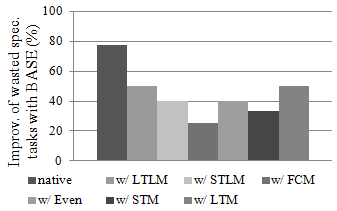 Improv. of wasted spec.
tasks with BASE (%)
100
80
60
40
20
0
native w/ LTLM w/ STLM w/ FCM
w/ Even w/ STM w/ LTM